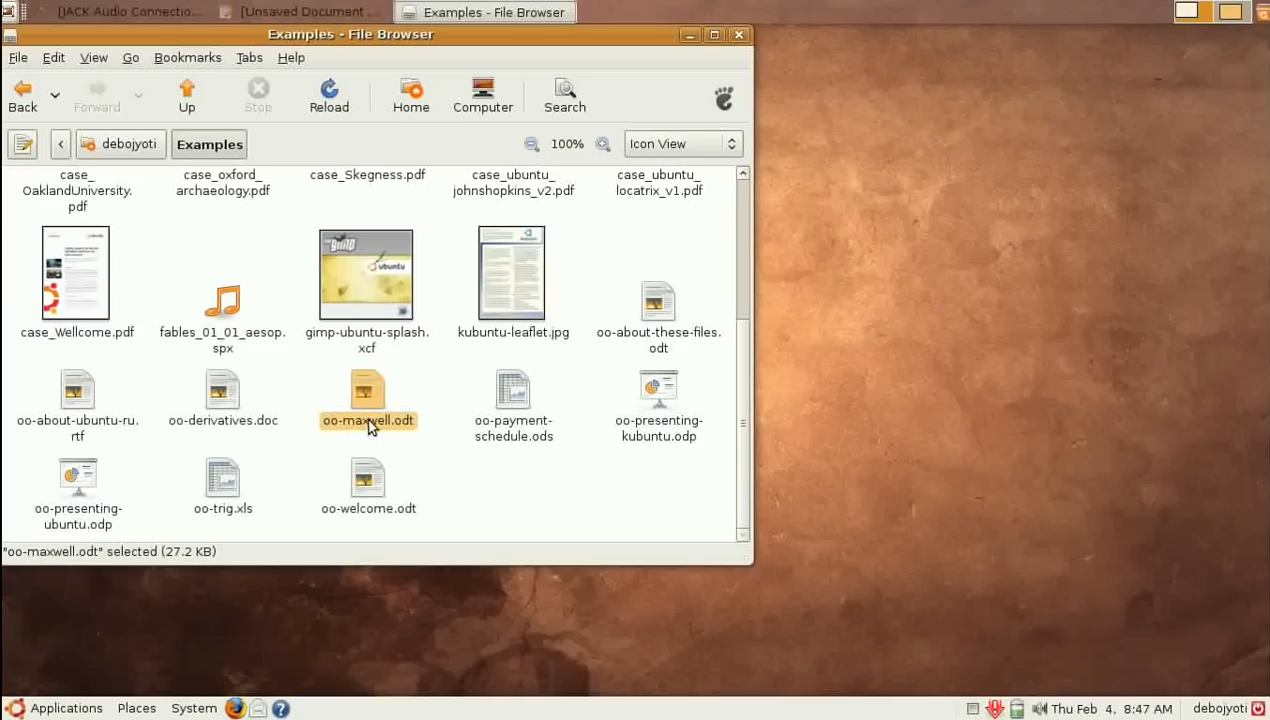 [JACK Audio Connectio...
[Unsaved Document ...
Examples - File Browser
Examples - File Browser
File Edit View Go Bookmarks Tabs Help
Back Forward Up Stop Reload Home Computer Search
debojyoti Examples 100% Icon View
case_
OaklandUniversity.
pdf
case_oxford_
archaeology.pdf
case_Skegness.pdf
case_ubuntu_
johnshopkins_v2.pdf
case_ubuntu_
locatrix_v1.pdf
case_Wellcome.pdf
fables_01_01_aesop.
spx
gimp-ubuntu-splash.
xcf
kubuntu-leaflet.jpg
oo-about-these-files.
odt
oo-about-ubuntu-ru.
rtf
oo-derivatives.doc
oo-maxwell.odt
oo-payment-
schedule.ods
oo-presenting-
kubuntu.odp
oo-presenting-
ubuntu.odp
oo-trig.xls
oo-welcome.odt
"oo-maxwell.odt" selected (27.2 KB)
Applications Places System
Thu Feb 4, 8:47 AM debojyoti